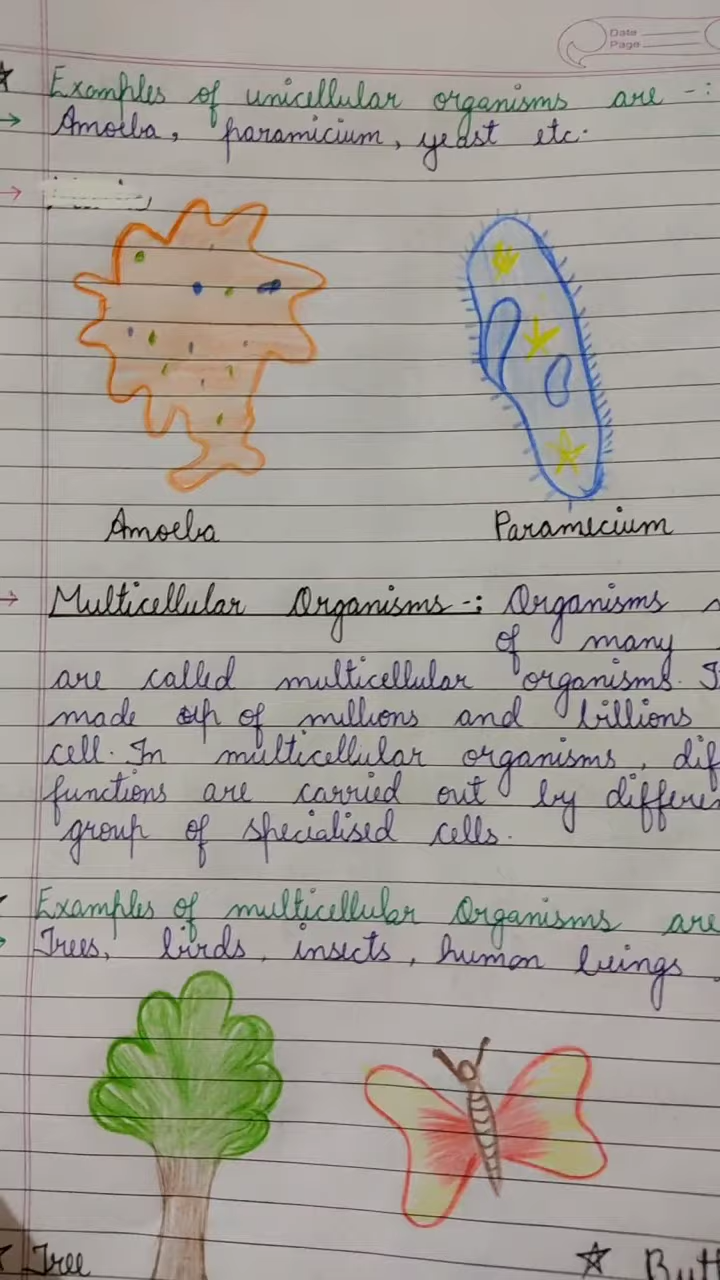 Date
Page
Examples of unicellular organisms are -:
Amoeba, paramicium, yeast etc.
Amoeba
Paramecium
Multicellular Organisms -: Organisms
of many
are called multicellular organisms.
made up of millions and billions
cell. In multicellular organisms, dif
functions are carried out by differen
group of specialised cells.
Examples of multicellular Organisms are
Trees, birds, insects, human beings
Tree
Butt